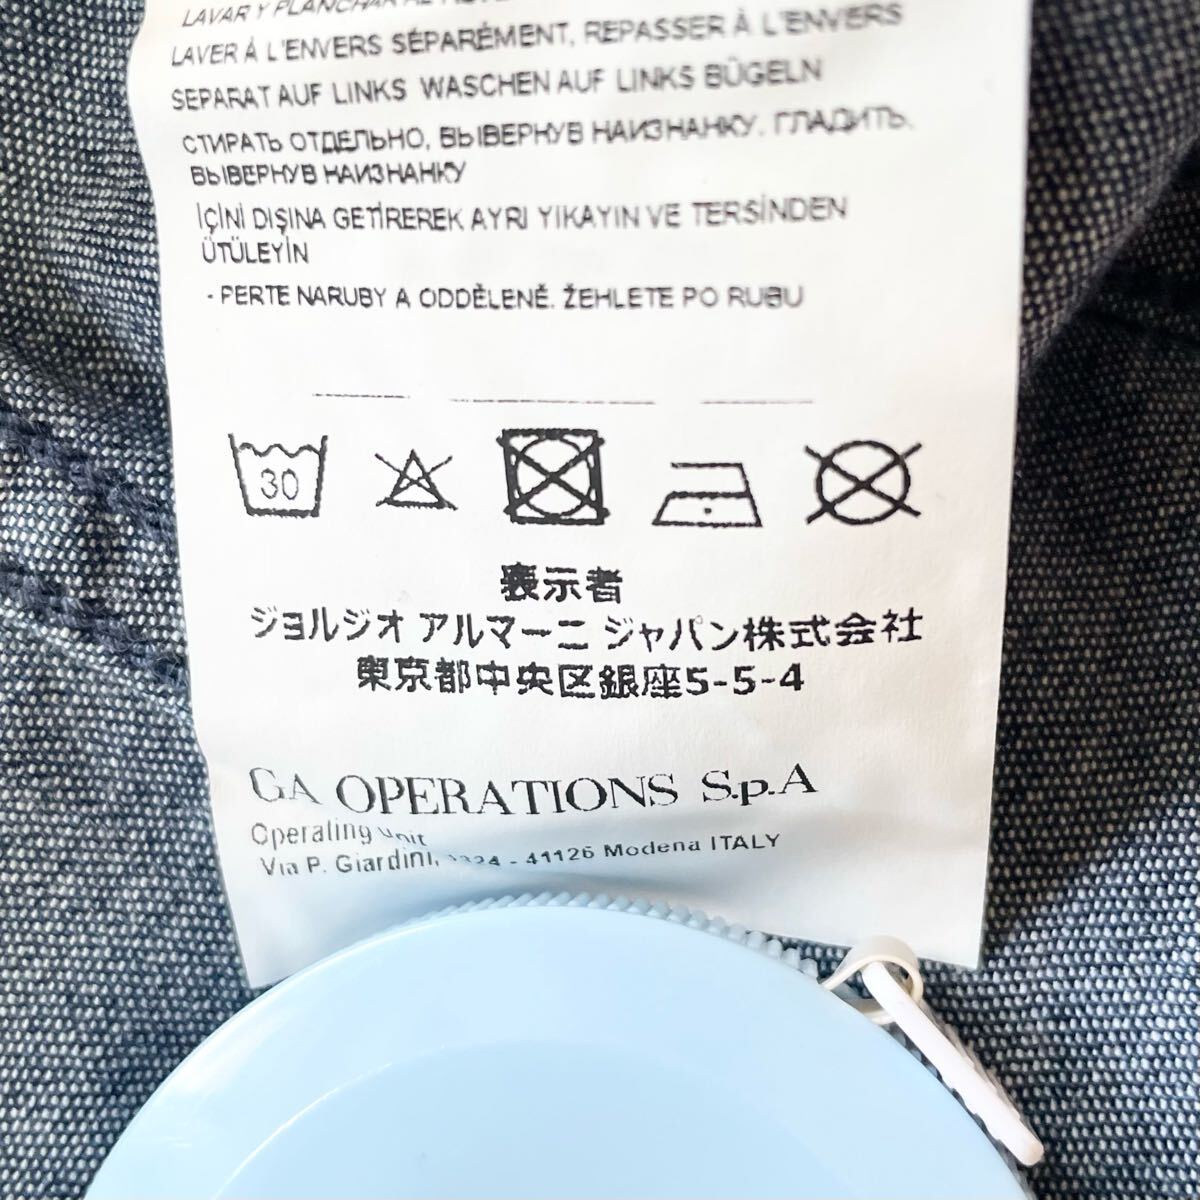 LAVAR Y PLANCHAR
LAVER À L'ENVERS SÉPARÉMENT, REPASSER À L'ENVERS
SEPARAT AUF LINKS WASCHEN AUF LINKS BÜGELN
СТИРАТЬ ОТДЕЛЬНО, ВЫВЕРНУВ НАИЗНАНКУ. ГЛАДИТЬ,
ВЫВЕРНУВ НАИЗНАНКУ
İÇİNİ DIŞINA GETİREREK AYRI YIKAYIN VE TERSİNDEN
ÜTÜLEYİN
- PERTE NARUBY A ODDĚLENĚ. ŽEHLETE PO RUBU
30
表示者
ジョルジオ アルマーニ ジャパン株式会社
東京都中央区銀座5-5-4
GA OPERATIONS S.p.A
Operating unit
Via P. Giardini, - 41126 Modena ITALY